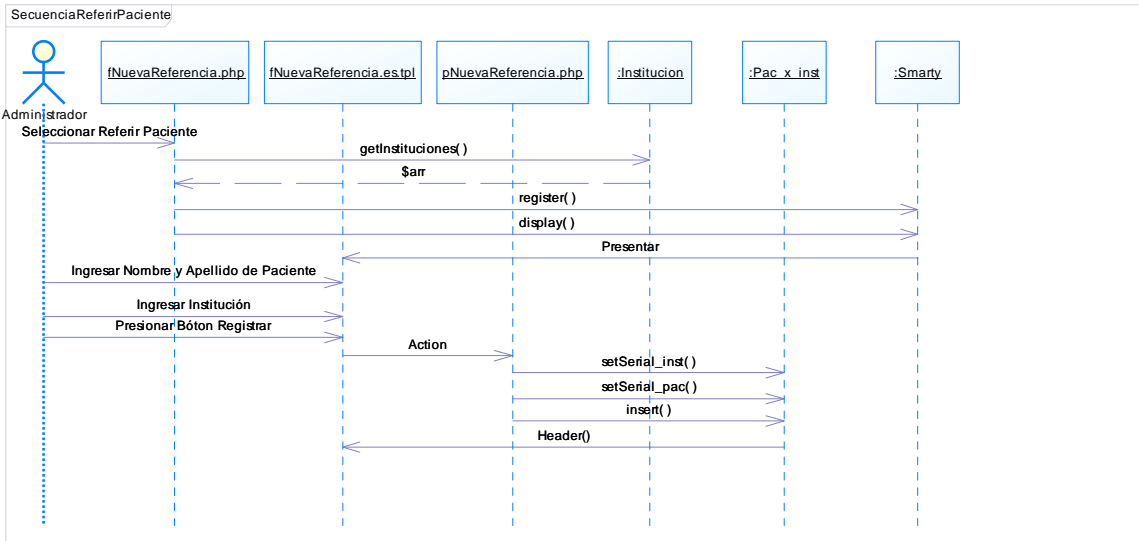 SecuenciaReferirPaciente
fNuevaReferencia.php
fNuevaReferencia.es.tpl
pNuevaReferencia.php
:Institucion
:Pac_x_inst
:Smarty
Administrador
Seleccionar Referir Paciente
getInstituciones( )
$arr
register( )
display( )
Presentar
Ingresar Nombre y Apellido de Paciente
Ingresar Institución
Presionar Bóton Registrar
Action
setSerial_inst( )
setSerial_pac( )
insert( )
Header()